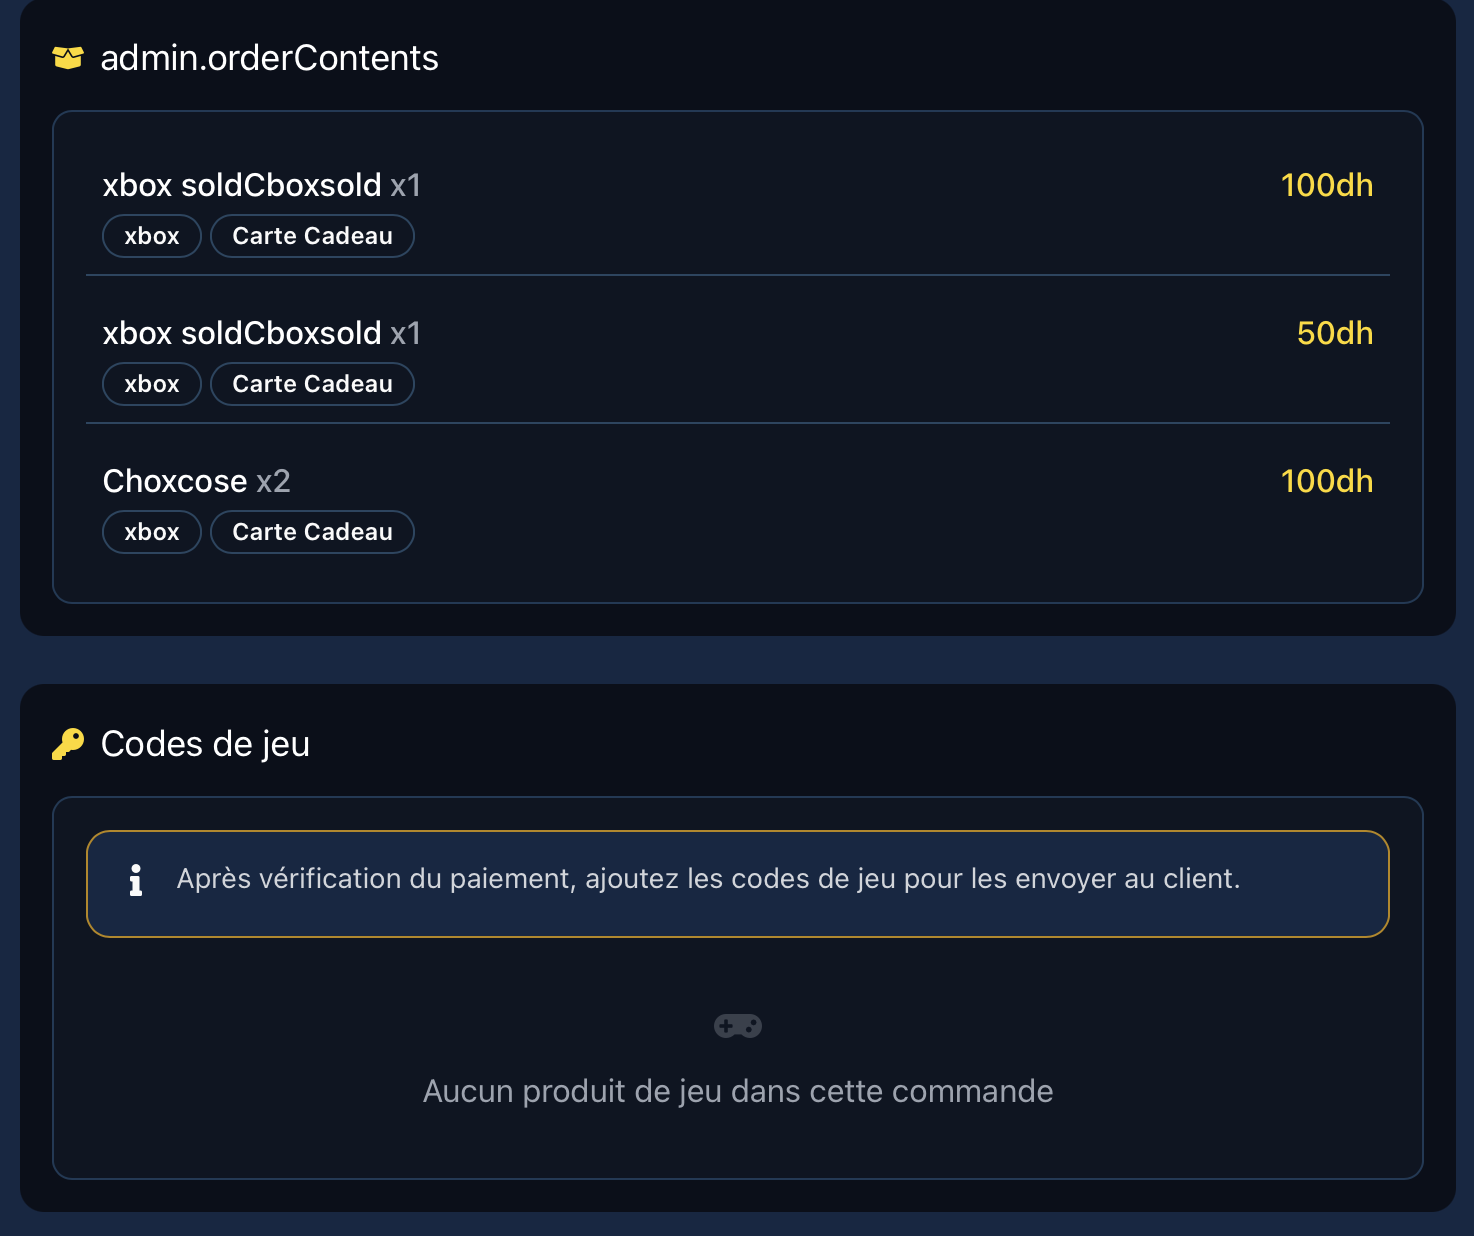 admin.orderContents
xbox soldCboxsold x1
100dh
xbox
Carte Cadeau
xbox soldCboxsold x1
50dh
xbox
Carte Cadeau
Choxcose x2
100dh
xbox
Carte Cadeau
Codes de jeu
Après vérification du paiement, ajoutez les codes de jeu pour les envoyer au client.
Aucun produit de jeu dans cette commande